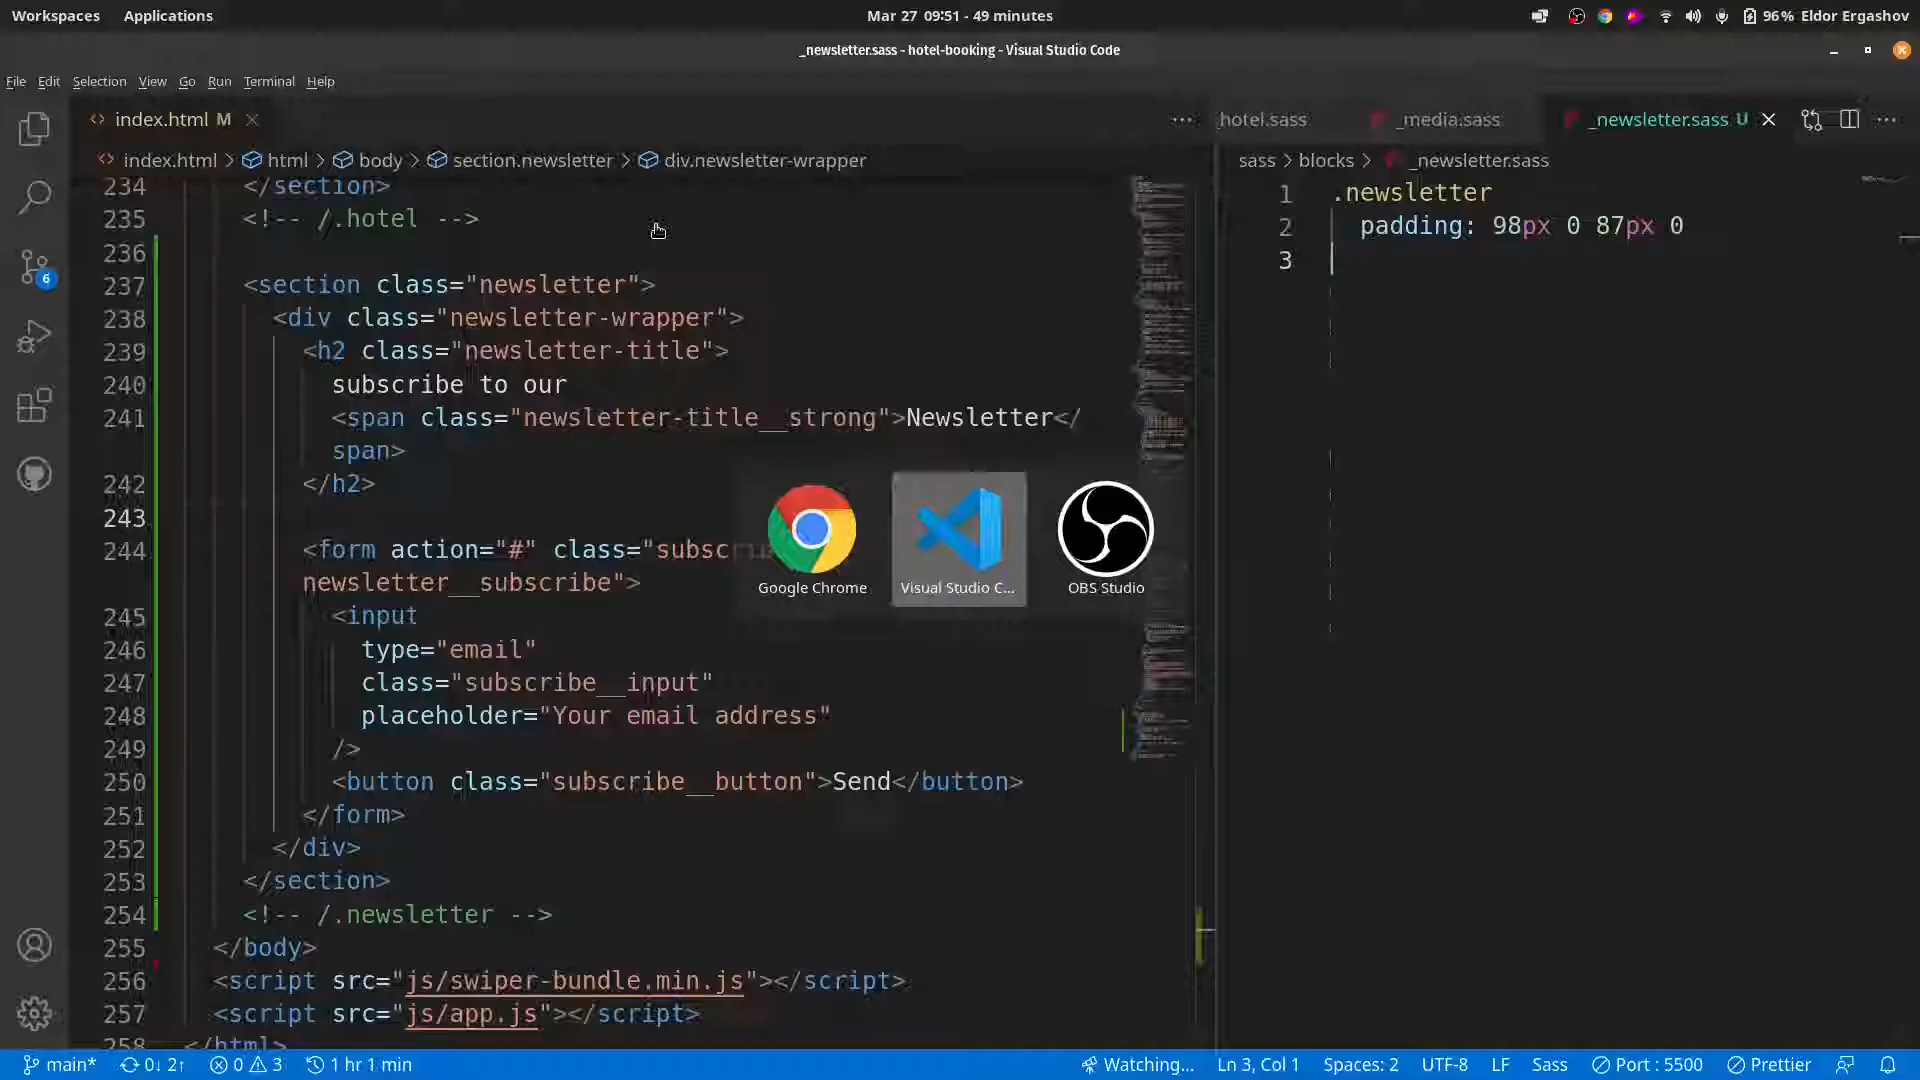 Workspaces Applications Mar 27 09:51 - 49 minutes 96% Eldor Ergashov
_newsletter.sass - hotel-booking - Visual Studio Code
File Edit Selection View Go Run Terminal Help
index.html M hotel.sass _media.sass _newsletter.sass U
index.html > html > body > section.newsletter > div.newsletter-wrapper
234 </section>
235 <!-- /.hotel -->
236
237 <section class="newsletter">
238 <div class="newsletter-wrapper">
239 <h2 class="newsletter-title">
240 subscribe to our
241 <span class="newsletter-title__strong">Newsletter</
span>
242 </h2>
243
244 <form action="#" class="subscri
newsletter__subscribe">
245 <input
246 type="email"
247 class="subscribe__input"
248 placeholder="Your email address"
249 />
250 <button class="subscribe__button">Send</button>
251 </form>
252 </div>
253 </section>
254 <!-- /.newsletter -->
255 </body>
256 <script src="js/swiper-bundle.min.js"></script>
257 <script src="js/app.js"></script>
258 </html>
sass > blocks > _newsletter.sass
1 .newsletter
2 padding: 98px 0 87px 0
3
Google Chrome Visual Studio C... OBS Studio
6
main* 0↓ 2↑ 0 3 1 hr 1 min Watching... Ln 3, Col 1 Spaces: 2 UTF-8 LF Sass Port : 5500 Prettier